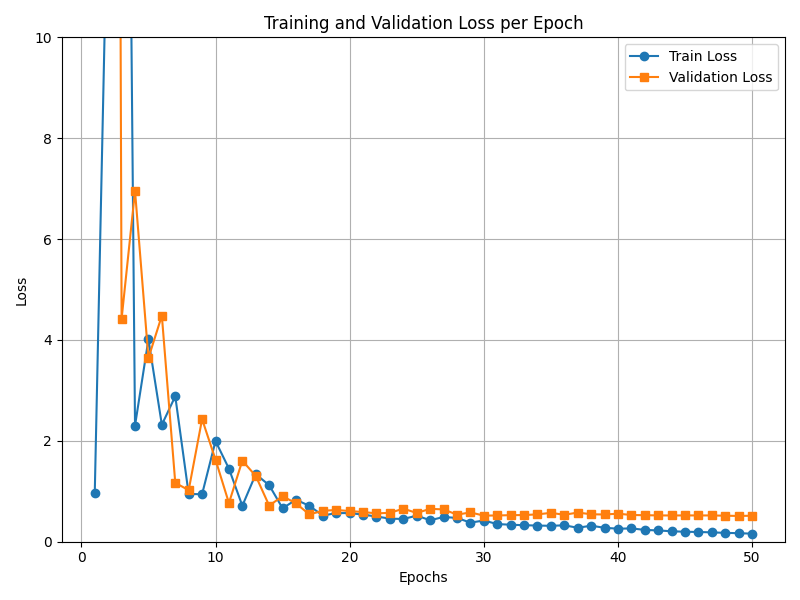 Training and Validation Loss per Epoch
Train Loss
Validation Loss
Loss
10
8
6
4
2
0
0 10 20 30 40 50
Epochs